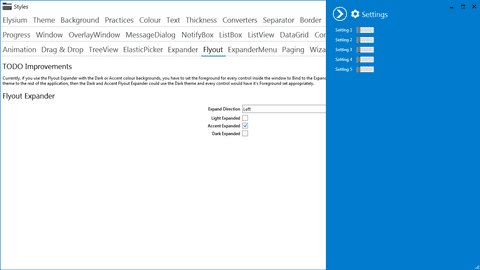 Styles
Elysium Theme Background Practices Colour Text Thickness Converters Separator Border
Progress Window OverlayWindow MessageDialog NotifyBox ListBox ListView DataGrid
Animation Drag & Drop TreeView ElasticPicker Expander Flyout ExpanderMenu Paging Wiza
TODO Improvements
Currently, if you use the Flyout Expander with the Dark or Accent colour backgrounds, you have to set the foreground for every control inside the window to Bind to the Expan
theme to the rest of the application, then the Dark and Accent Flyout Expander could use the Dark theme and every control would have it's Foreground set appropriately.
Flyout Expander
Expand Direction Left
Light Expanded
Accent Expanded
Dark Expanded
Settings
Setting 1
Setting 2
Setting 3
Setting 4
Setting 5